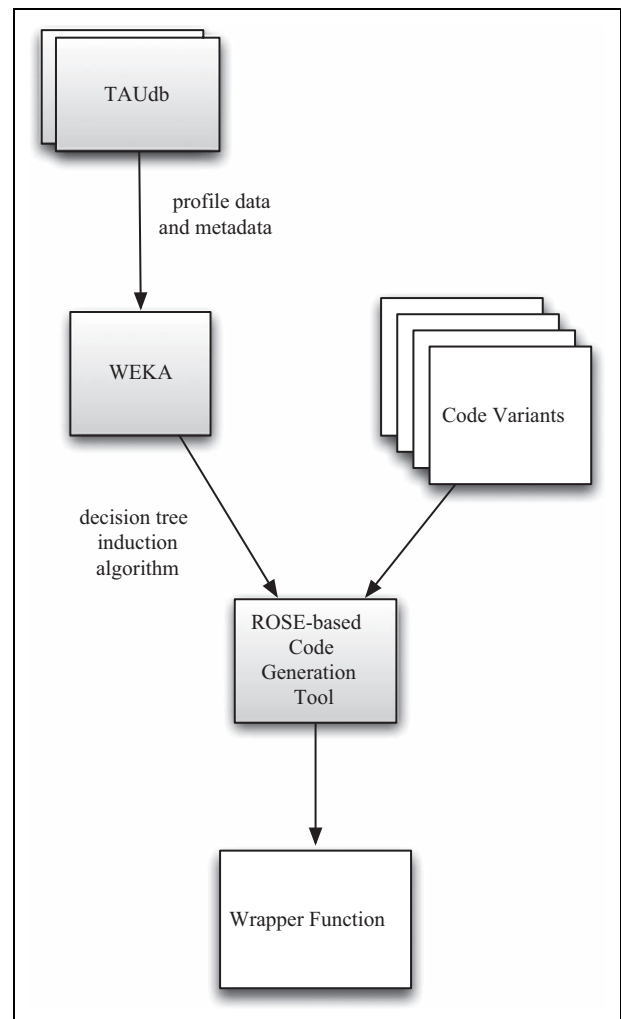 TAUdb
profile data
and metadata
WEKA
Code Variants
decision tree
induction
algorithm
ROSE-based
Code
Generation
Tool
Wrapper Function